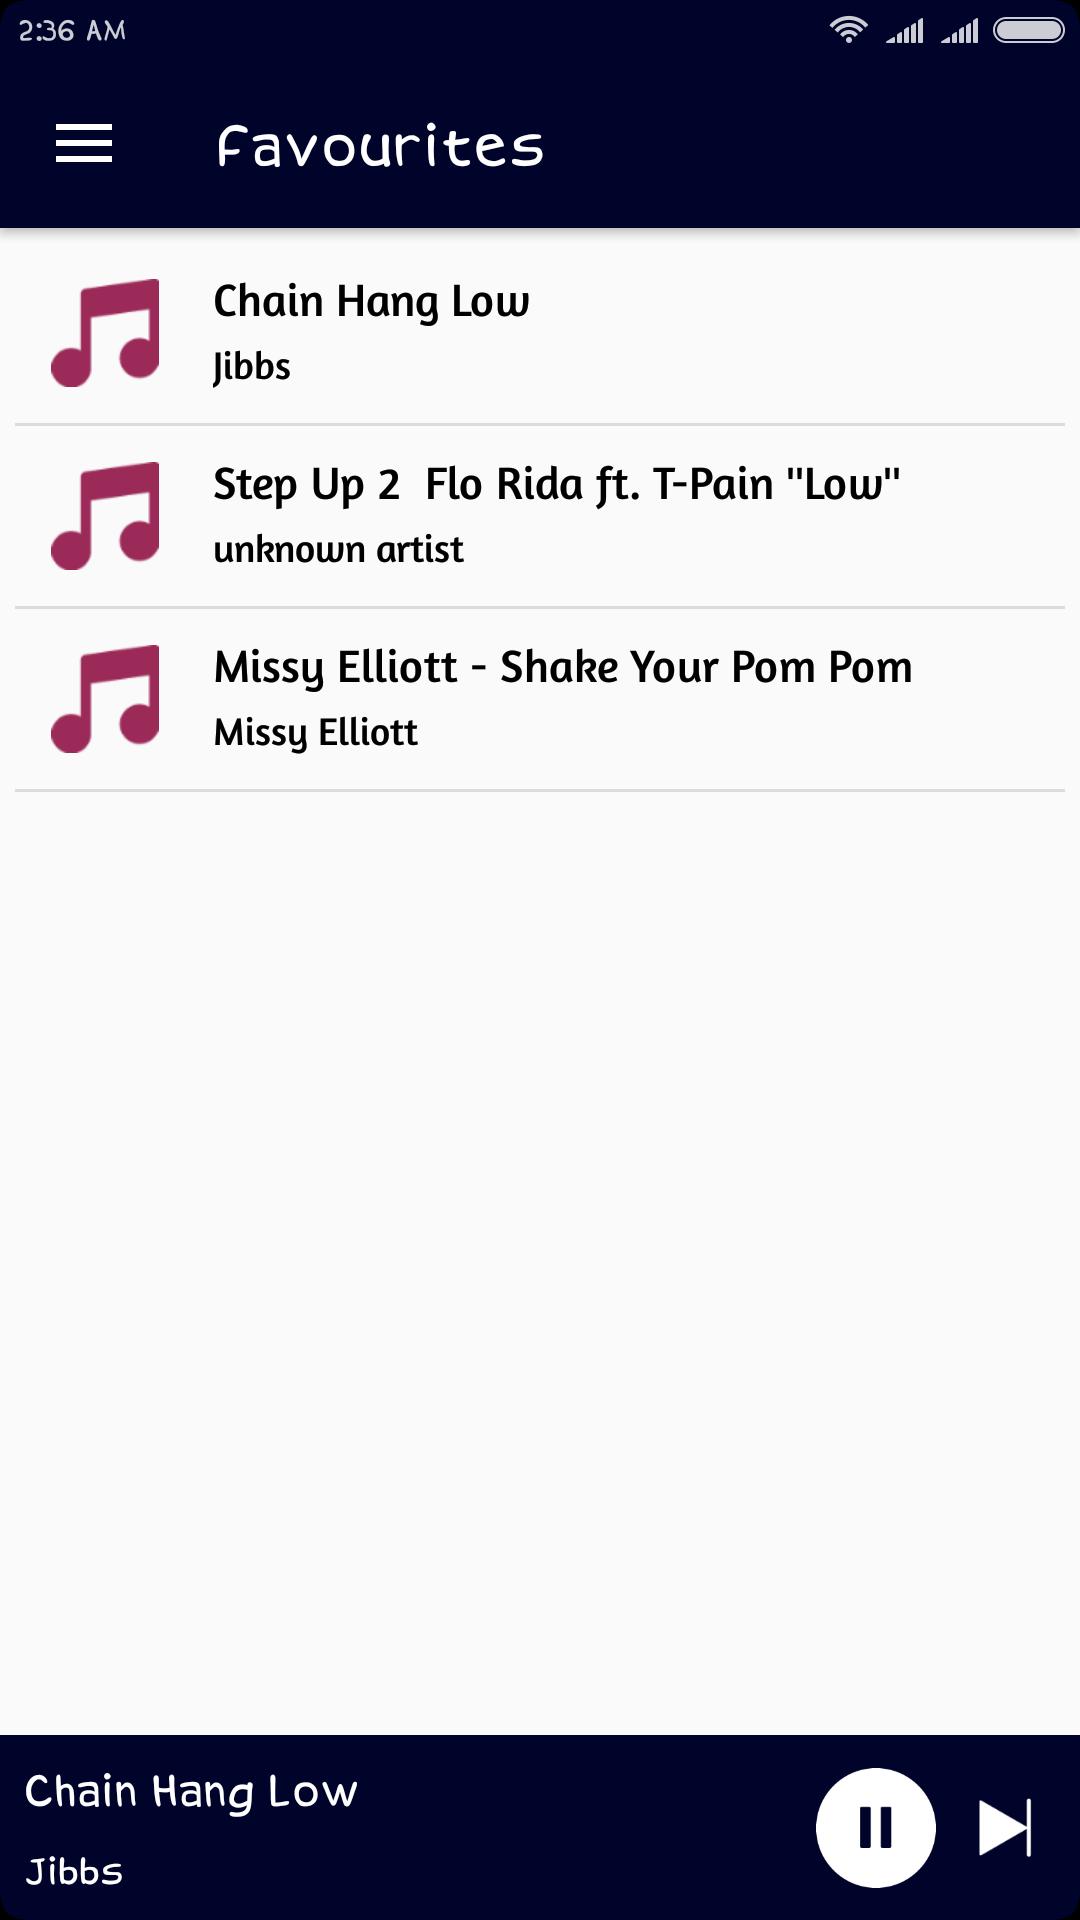 2:36 AM
Favourites
Chain Hang Low
Jibbs
Step Up 2  Flo Rida ft. T-Pain "Low"
unknown artist
Missy Elliott - Shake Your Pom Pom
Missy Elliott
Chain Hang Low
Jibbs